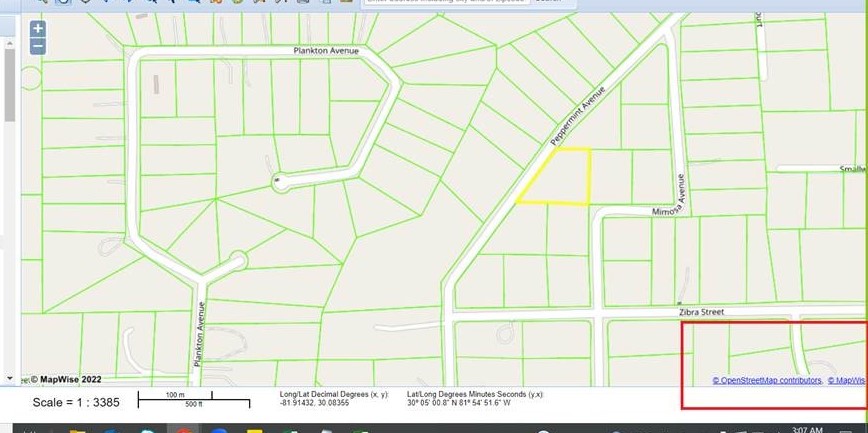 Plankton Avenue
Peppermint Avenue
Mimosa Avenue
Zibra Street
Plankton Avenue
© MapWise 2022
© OpenStreetMap contributors, © MapWis
Scale = 1 : 3385
100 m
500 ft
Long/Lat Decimal Degrees (x, y):
-81.91432, 30.08355
Lat/Long Degrees Minutes Seconds (y,x)
30° 05' 00.8" N 81° 54' 51.6" W
3:07 AM